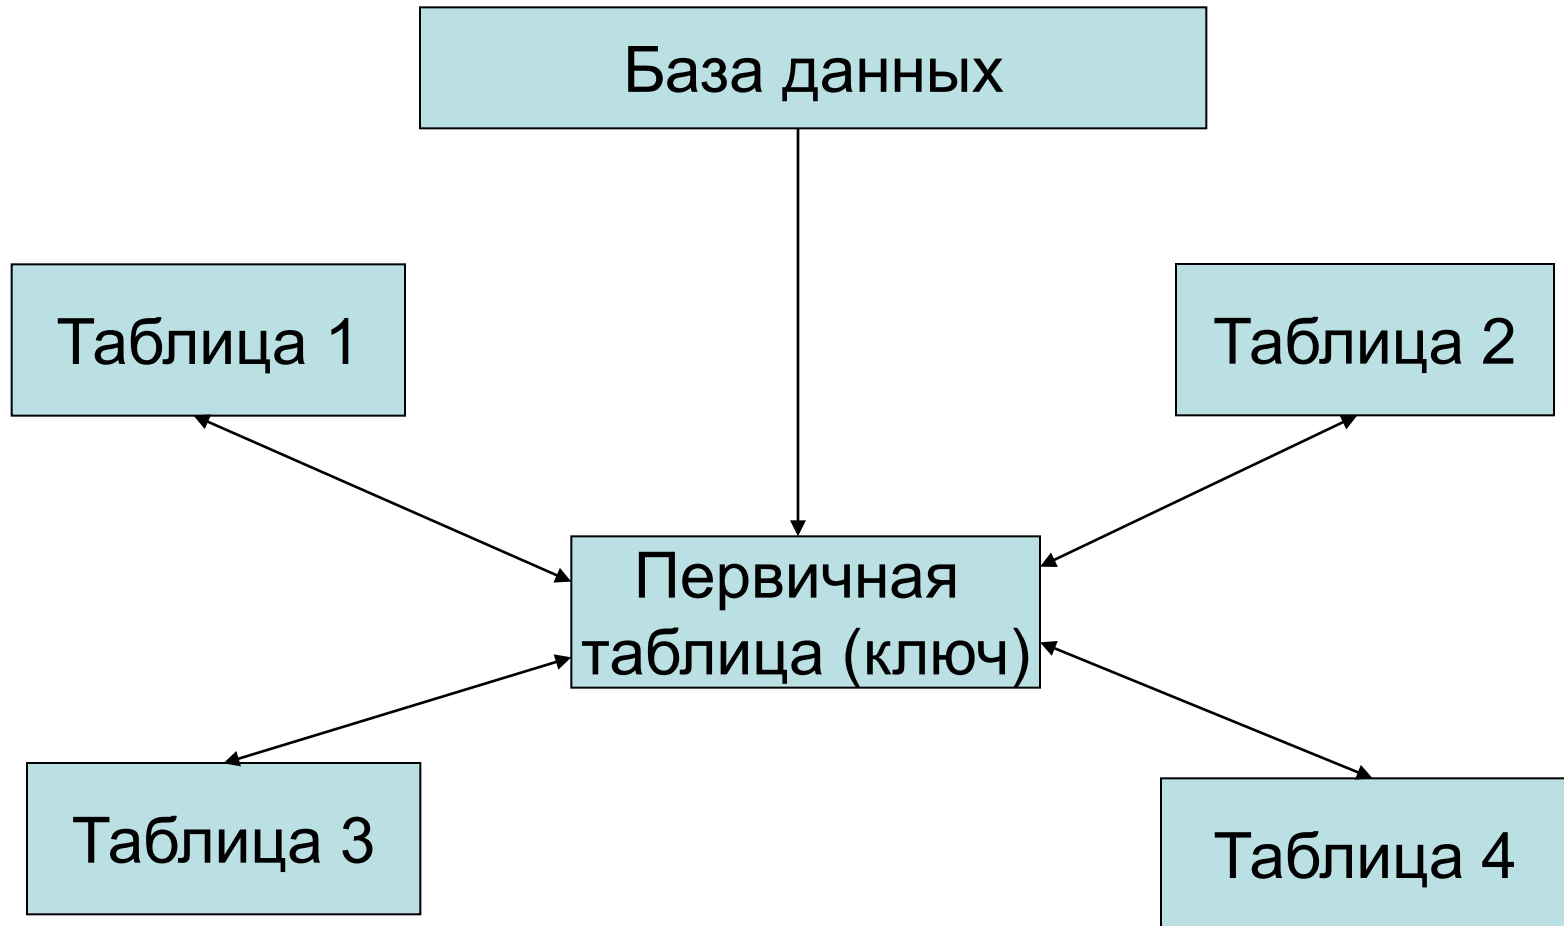 База данных
Таблица 1
Таблица 2
Первичная
таблица (ключ)
Таблица 3
Таблица 4